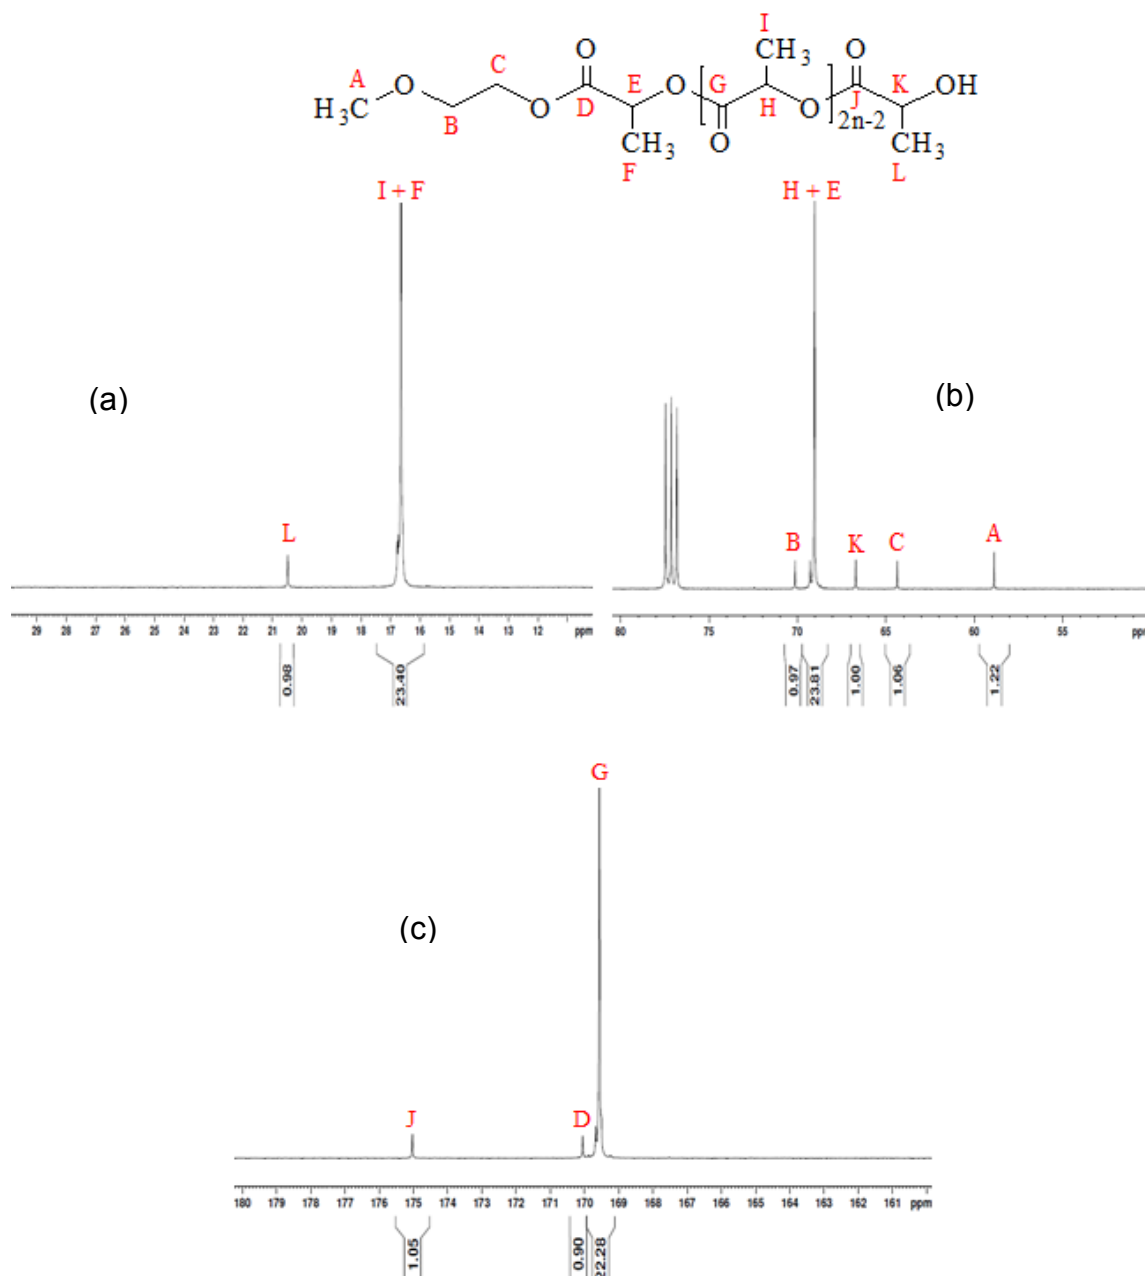 I
A O C O E O G CH3 O K OH
H3C B O D CH3 O H O 2n-2 J CH3
F L
I + F H + E
(a) (b)
L B K C A
29 28 27 26 25 24 23 22 21 20 19 18 17 16 15 14 13 12 ppm
80 75 70 65 60 55 ppm
0.98 23.40 0.97 23.81 1.00 1.06 1.22
G
(c)
J D
180 179 178 177 176 175 174 173 172 171 170 169 168 167 166 165 164 163 162 161 ppm
1.05 0.90 22.28